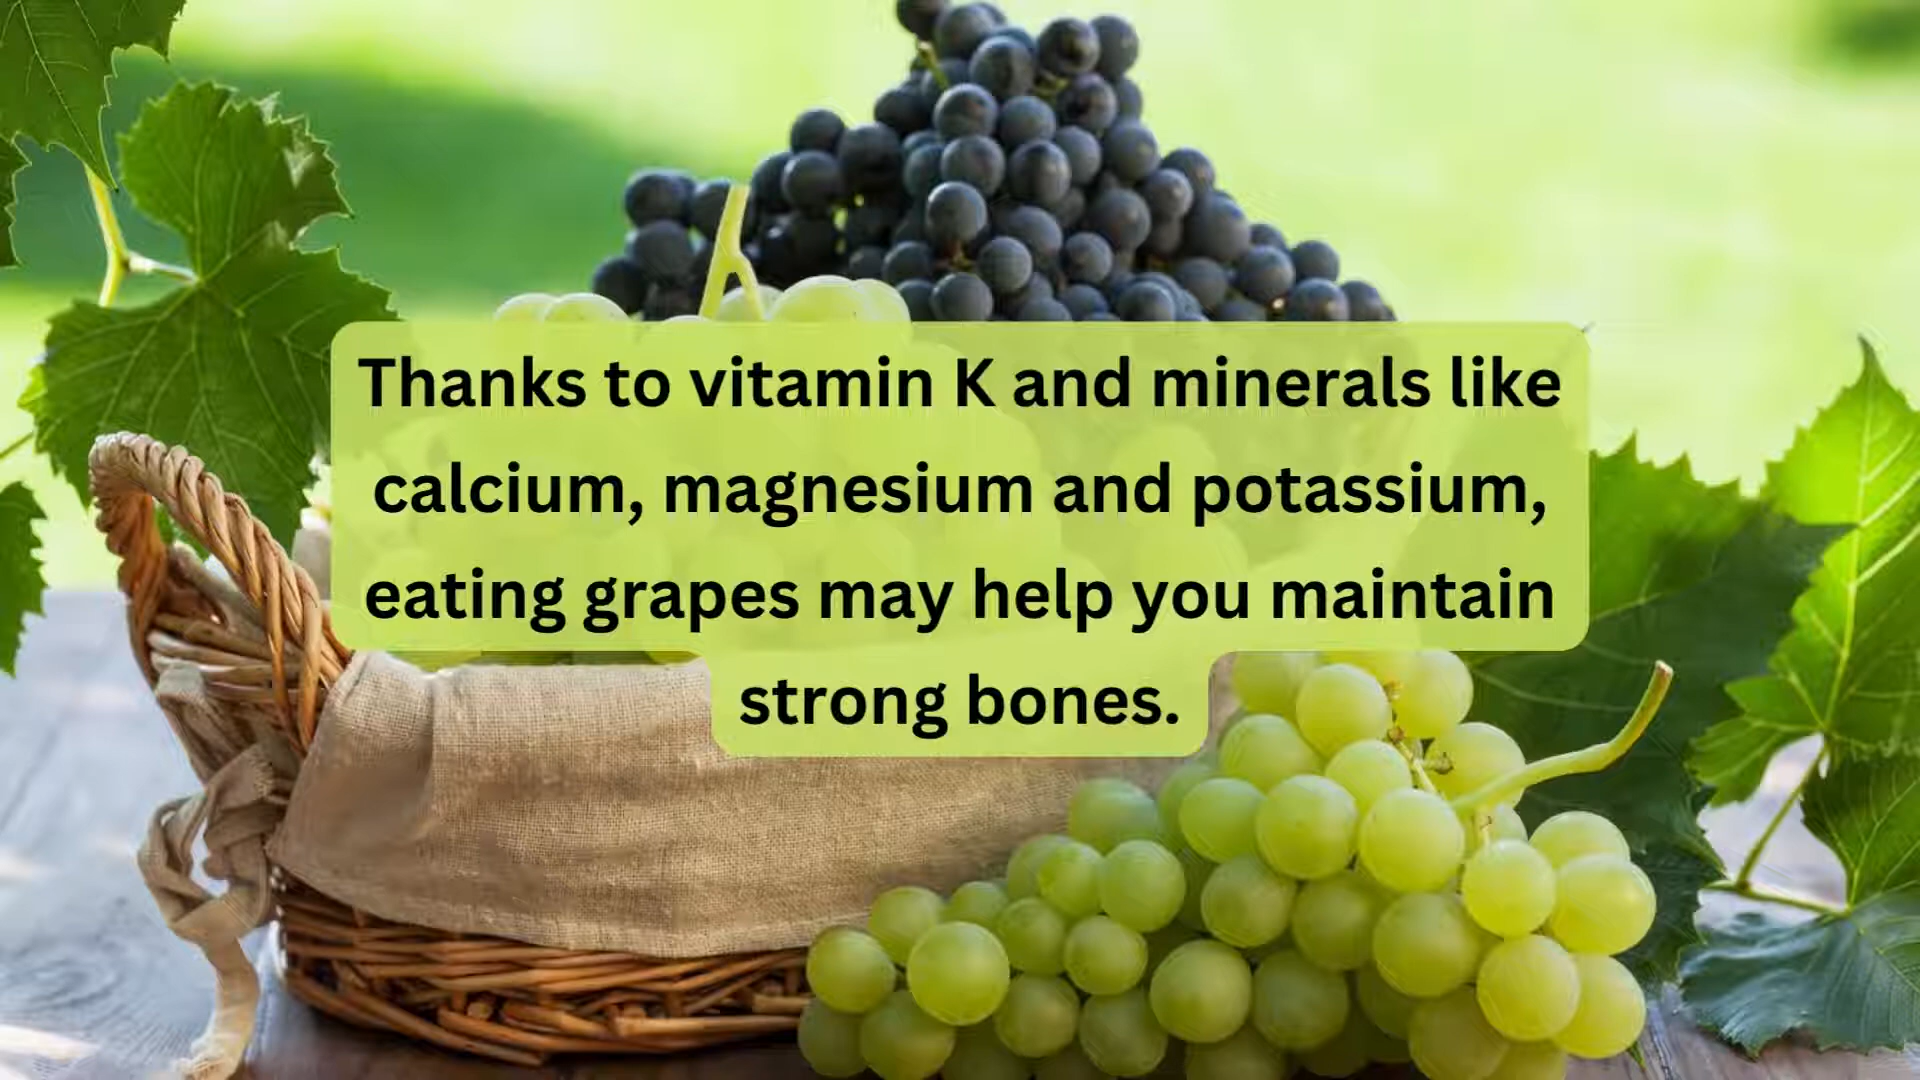 Thanks to vitamin K and minerals like
calcium, magnesium and potassium,
eating grapes may help you maintain
strong bones.